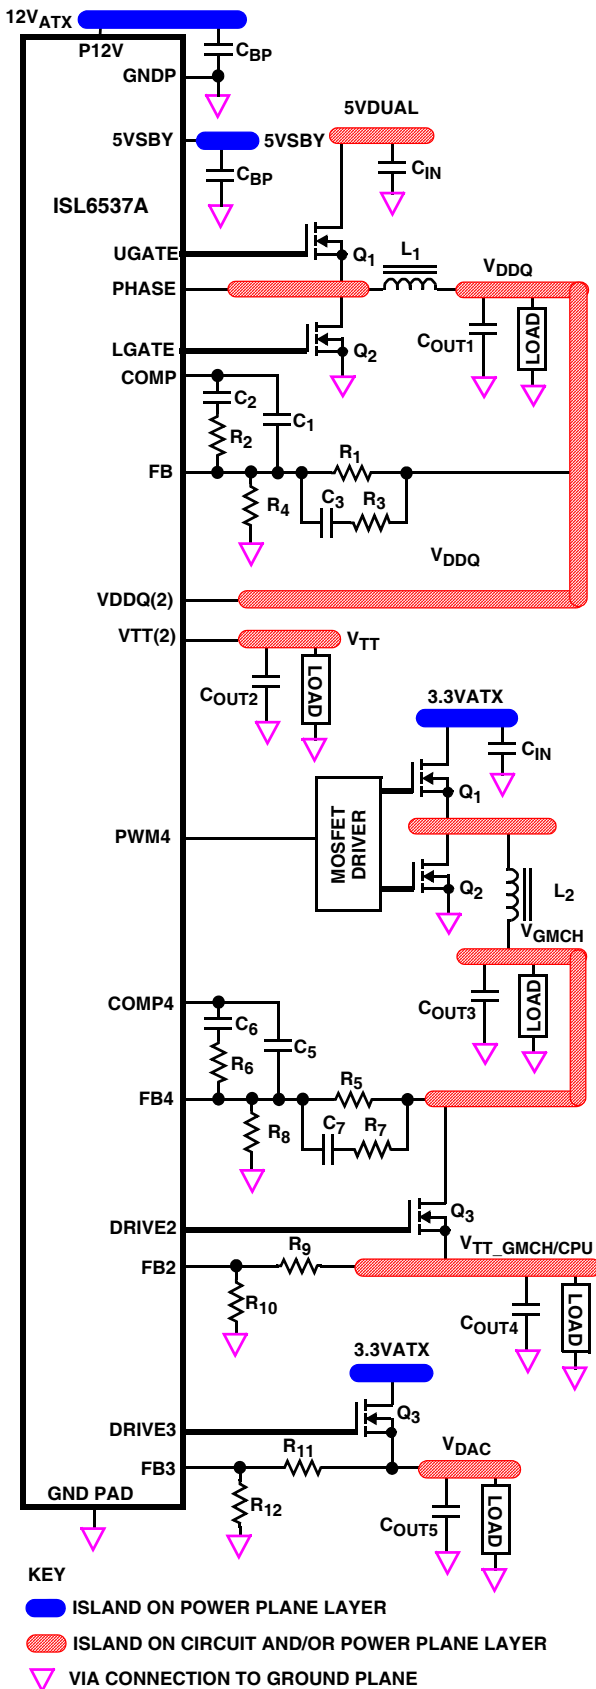 12VATX
P12V
CBP
GNDP
5VDUAL
5VSBY
5VSBY
CIN
CBP
ISL6537A
UGATE
Q1
L1
VDDQ
PHASE
LGATE
Q2
COUT1
LOAD
COMP
C2
C1
R2
R1
FB
R4
C3
R3
VDDQ
VDDQ(2)
VTT(2)
VTT
COUT2
LOAD
3.3VATX
CIN
Q1
PWM4
MOSFET
DRIVER
Q2
L2
VGMCH
COMP4
COUT3
LOAD
C6
C5
R6
R5
FB4
R8
C7
R7
DRIVE2
Q3
R9
VTT_GMCH/CPU
FB2
R10
COUT4
LOAD
3.3VATX
DRIVE3
Q3
R11
VDAC
FB3
GND PAD
R12
COUT5
LOAD
KEY
ISLAND ON POWER PLANE LAYER
ISLAND ON CIRCUIT AND/OR POWER PLANE LAYER
VIA CONNECTION TO GROUND PLANE